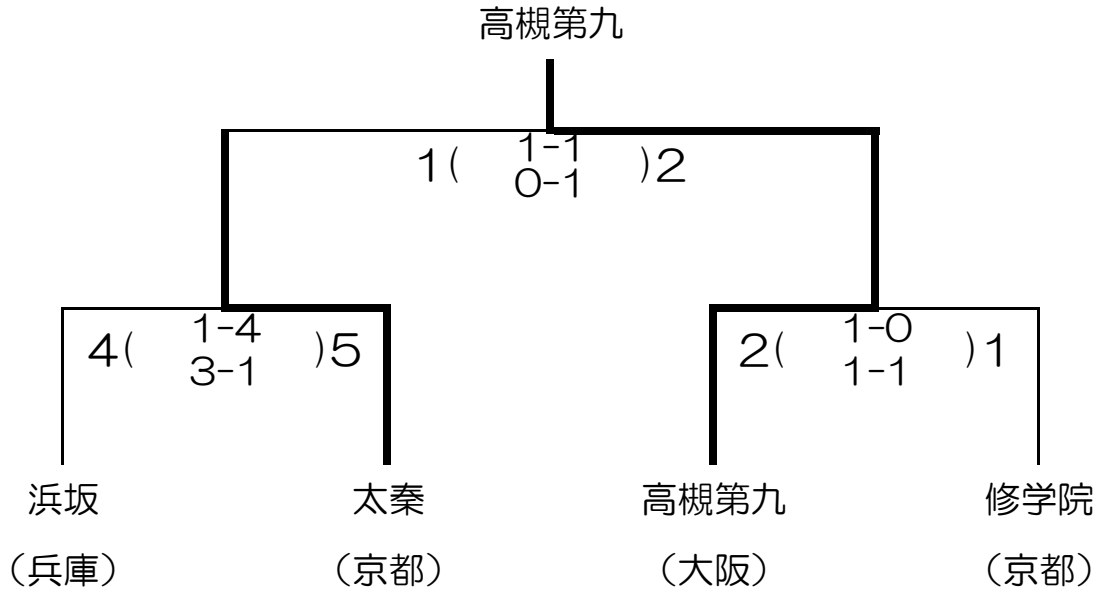 高槻第九
1( 1-1 )2
0-1
4( 1-4 )5
3-1
2( 1-0 )1
1-1
浜坂 太秦 高槻第九 修学院
（兵庫） （京都） （大阪） （京都）